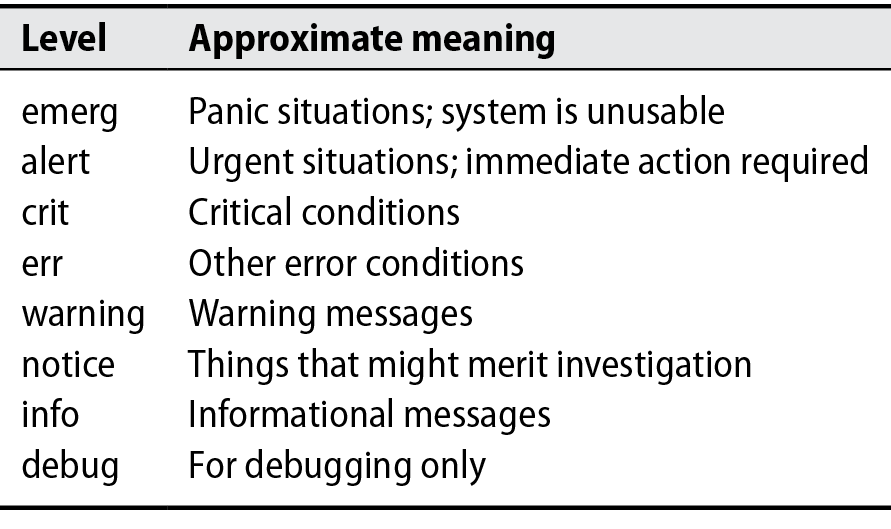 Level Approximate meaning
emerg Panic situations; system is unusable
alert Urgent situations; immediate action required
crit Critical conditions
err Other error conditions
warning Warning messages
notice Things that might merit investigation
info Informational messages
debug For debugging only